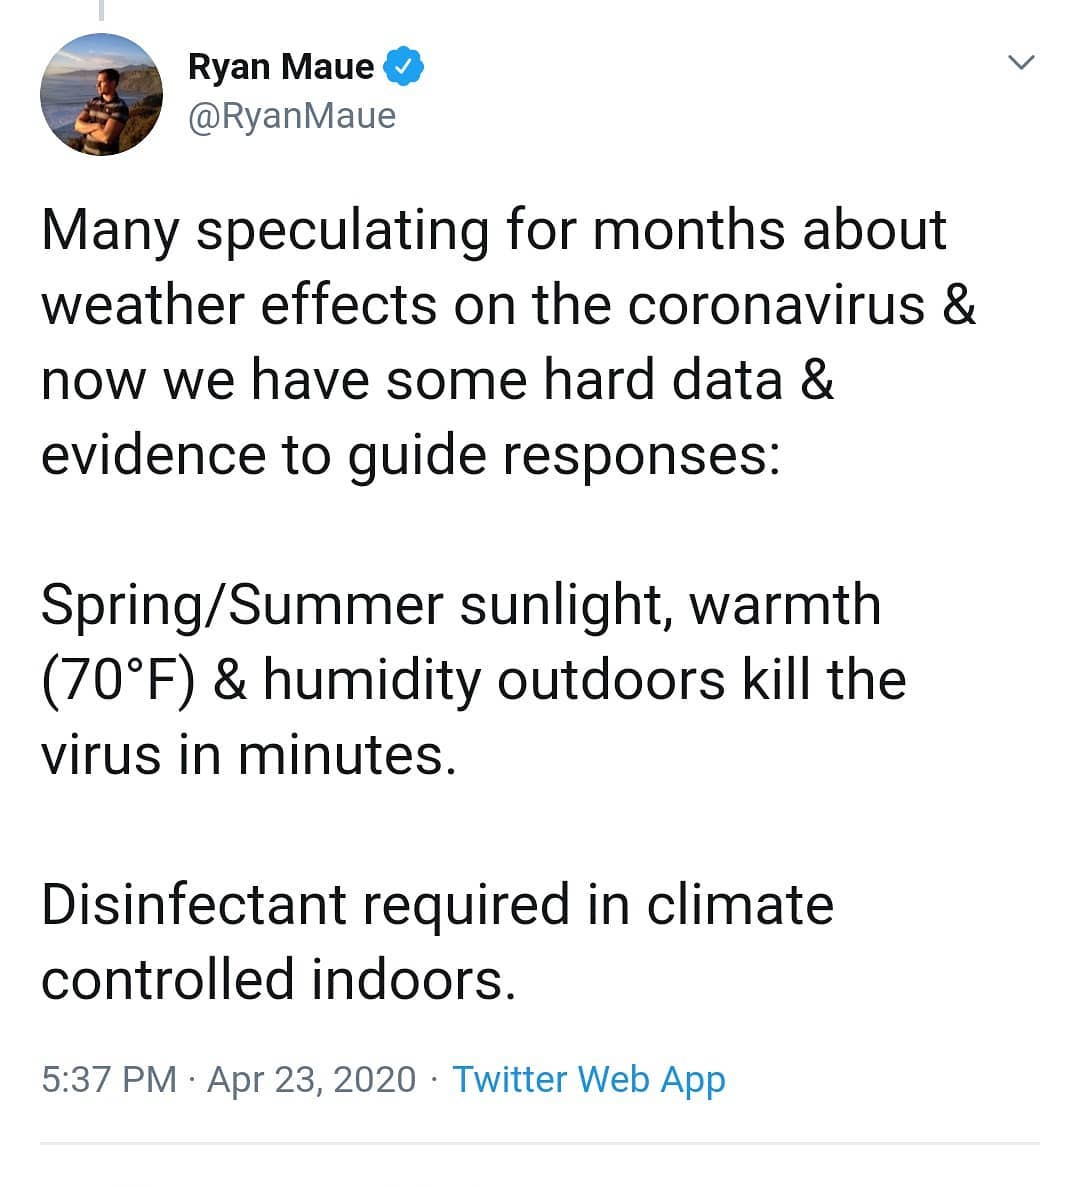 Ryan Maue
@RyanMaue
Many speculating for months about
weather effects on the coronavirus &
now we have some hard data &
evidence to guide responses:
Spring/Summer sunlight, warmth
(70°F) & humidity outdoors kill the
virus in minutes.
Disinfectant required in climate
controlled indoors.
5:37 PM · Apr 23, 2020 · Twitter Web App